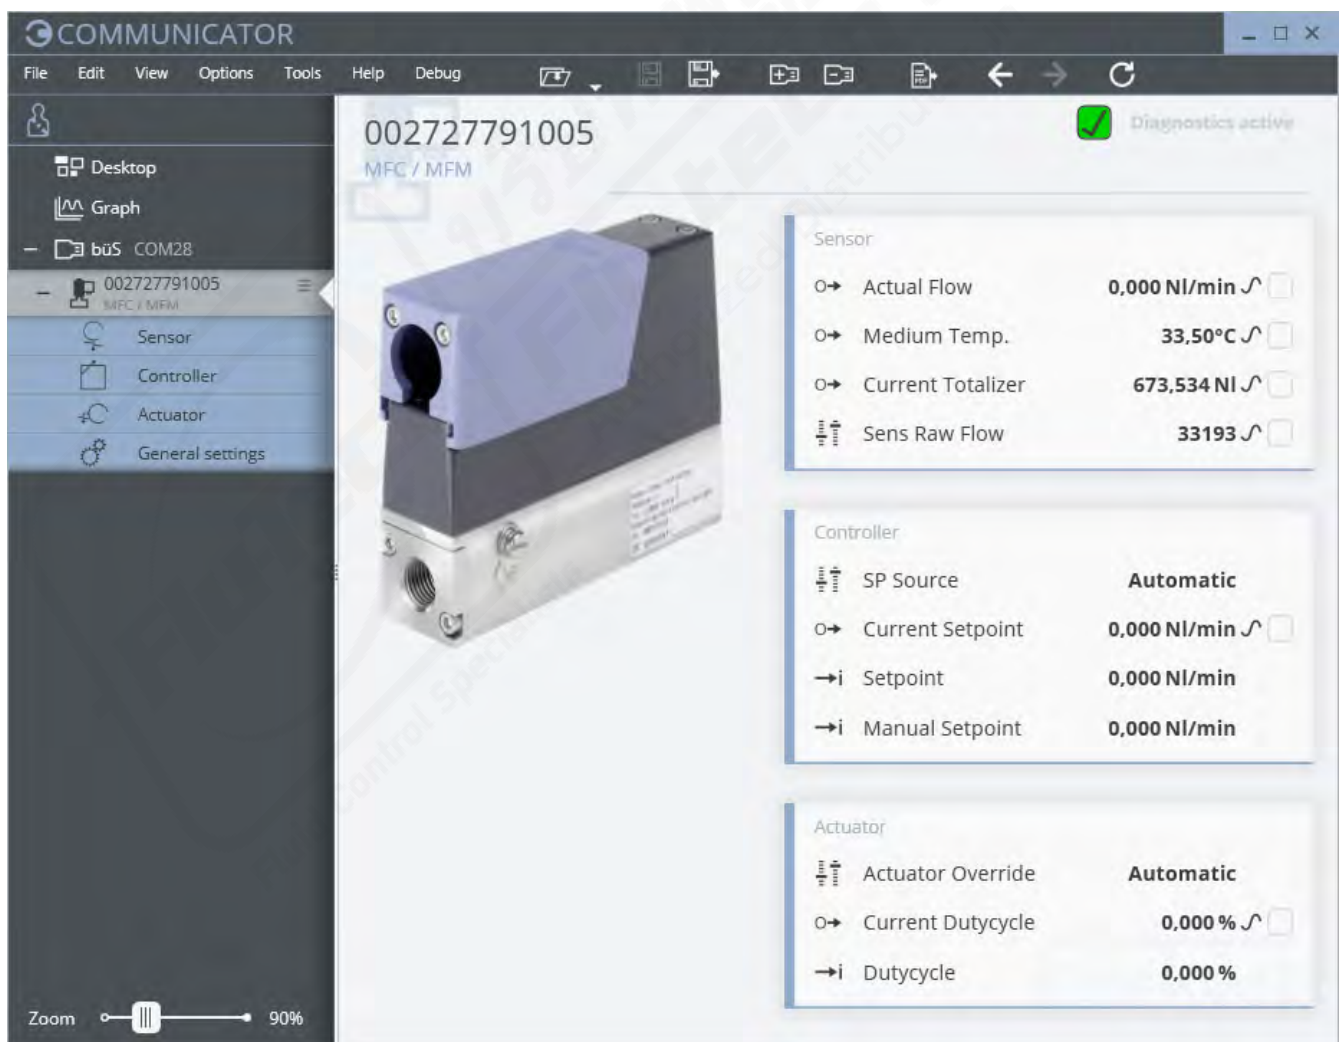 COMMUNICATOR
File Edit View Options Tools Help Debug
Desktop
Graph
büS COM28
002727791005
MFC / MFM
Sensor
Controller
Actuator
General settings
Zoom 90%
002727791005
MFC / MFM
Diagnostics active
Sensor
Actual Flow 0,000 Nl/min
Medium Temp. 33,50°C
Current Totalizer 673,534 Nl
Sens Raw Flow 33193
Controller
SP Source Automatic
Current Setpoint 0,000 Nl/min
Setpoint 0,000 Nl/min
Manual Setpoint 0,000 Nl/min
Actuator
Actuator Override Automatic
Current Dutycycle 0,000 %
Dutycycle 0,000 %